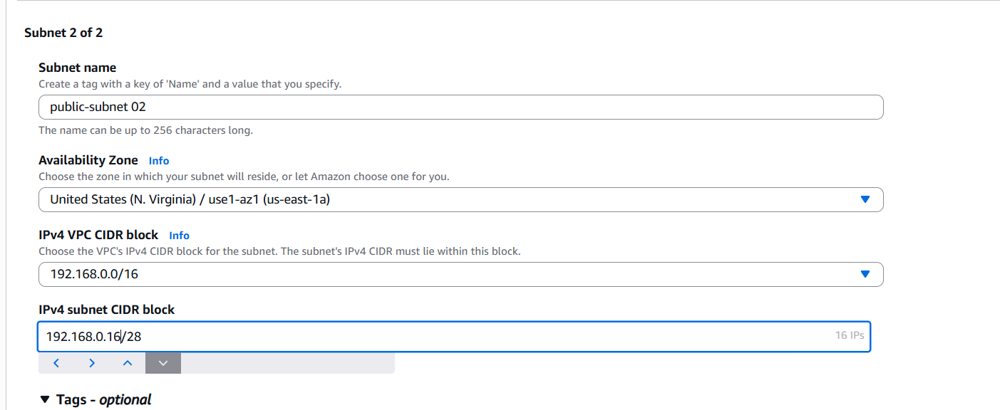 Subnet 2 of 2
Subnet name
Create a tag with a key of 'Name' and a value that you specify.
public-subnet 02
The name can be up to 256 characters long.
Availability Zone Info
Choose the zone in which your subnet will reside, or let Amazon choose one for you.
United States (N. Virginia) / use1-az1 (us-east-1a)
IPv4 VPC CIDR block Info
Choose the VPC's IPv4 CIDR block for the subnet. The subnet's IPv4 CIDR must lie within this block.
192.168.0.0/16
IPv4 subnet CIDR block
192.168.0.16/28 16 IPs
Tags - optional